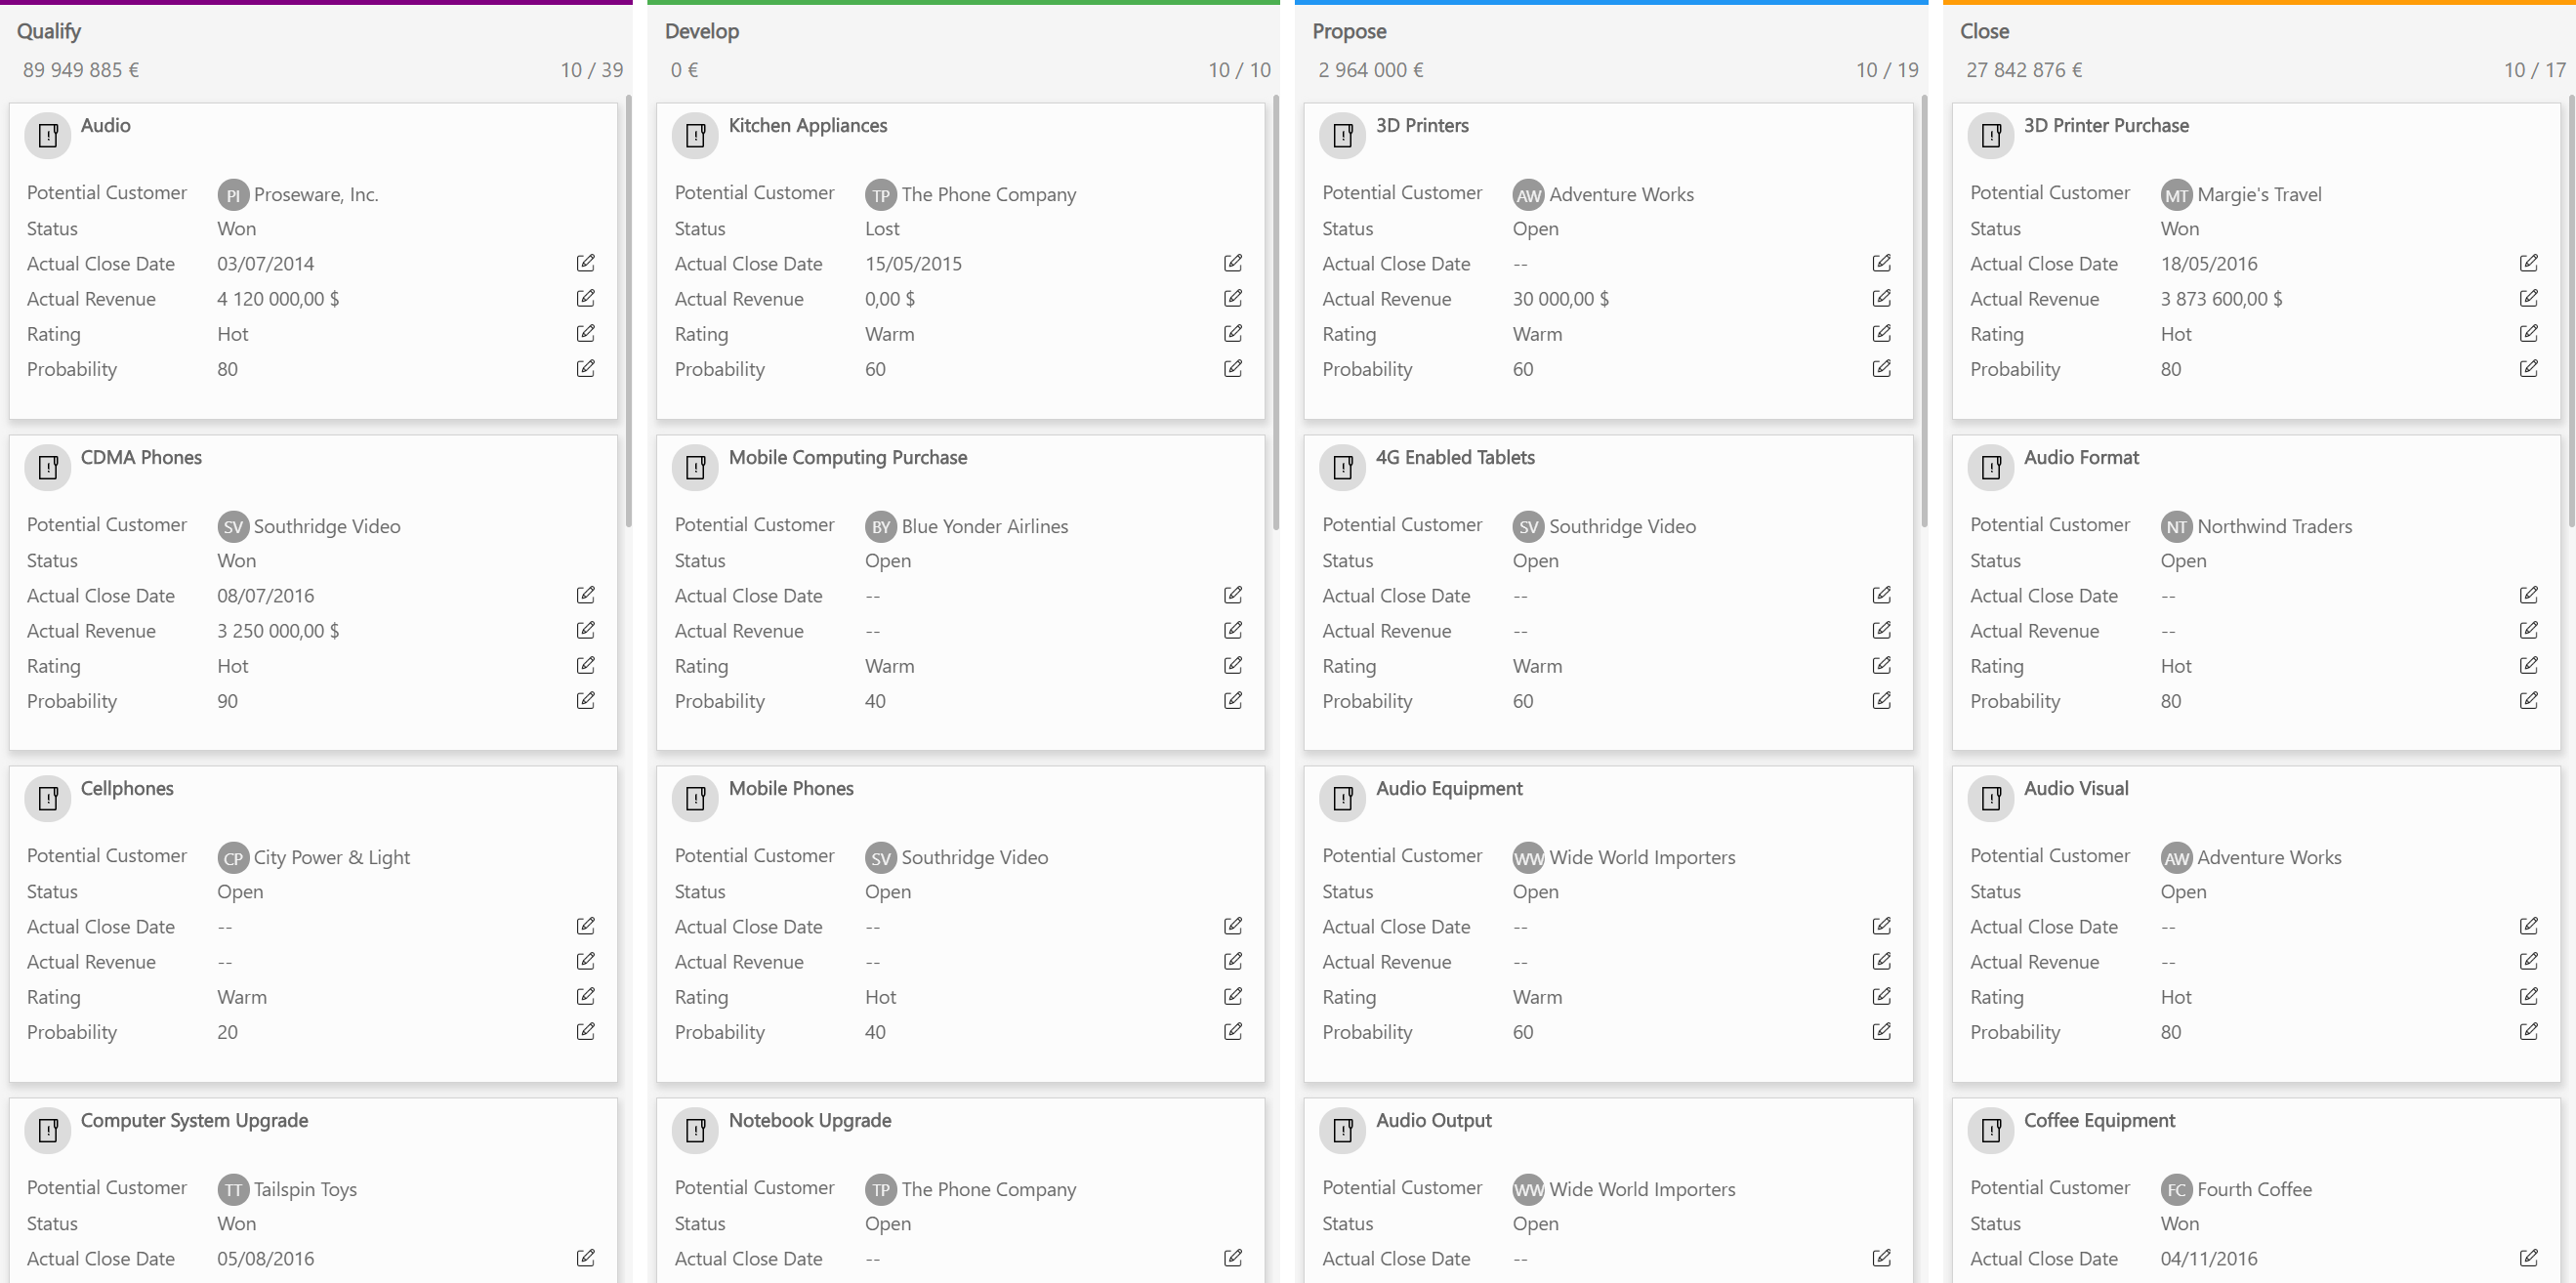 Qualify
89 949 885 €
10 / 39
Audio
Potential Customer PI Proseware, Inc.
Status Won
Actual Close Date 03/07/2014
Actual Revenue 4 120 000,00 $
Rating Hot
Probability 80
CDMA Phones
Potential Customer SV Southridge Video
Status Won
Actual Close Date 08/07/2016
Actual Revenue 3 250 000,00 $
Rating Hot
Probability 90
Cellphones
Potential Customer CP City Power & Light
Status Open
Actual Close Date --
Actual Revenue --
Rating Warm
Probability 20
Computer System Upgrade
Potential Customer TT Tailspin Toys
Status Won
Actual Close Date 05/08/2016
Develop
0 €
10 / 10
Kitchen Appliances
Potential Customer TP The Phone Company
Status Lost
Actual Close Date 15/05/2015
Actual Revenue 0,00 $
Rating Warm
Probability 60
Mobile Computing Purchase
Potential Customer BY Blue Yonder Airlines
Status Open
Actual Close Date --
Actual Revenue --
Rating Warm
Probability 40
Mobile Phones
Potential Customer SV Southridge Video
Status Open
Actual Close Date --
Actual Revenue --
Rating Hot
Probability 40
Notebook Upgrade
Potential Customer TP The Phone Company
Status Open
Actual Close Date --
Propose
2 964 000 €
10 / 19
3D Printers
Potential Customer AW Adventure Works
Status Open
Actual Close Date --
Actual Revenue 30 000,00 $
Rating Warm
Probability 60
4G Enabled Tablets
Potential Customer SV Southridge Video
Status Open
Actual Close Date --
Actual Revenue --
Rating Warm
Probability 60
Audio Equipment
Potential Customer WW Wide World Importers
Status Open
Actual Close Date --
Actual Revenue --
Rating Warm
Probability 60
Audio Output
Potential Customer WW Wide World Importers
Status Open
Actual Close Date --
Close
27 842 876 €
10 / 17
3D Printer Purchase
Potential Customer MT Margie's Travel
Status Won
Actual Close Date 18/05/2016
Actual Revenue 3 873 600,00 $
Rating Hot
Probability 80
Audio Format
Potential Customer NT Northwind Traders
Status Open
Actual Close Date --
Actual Revenue --
Rating Hot
Probability 80
Audio Visual
Potential Customer AW Adventure Works
Status Open
Actual Close Date --
Actual Revenue --
Rating Hot
Probability 80
Coffee Equipment
Potential Customer FC Fourth Coffee
Status Won
Actual Close Date 04/11/2016